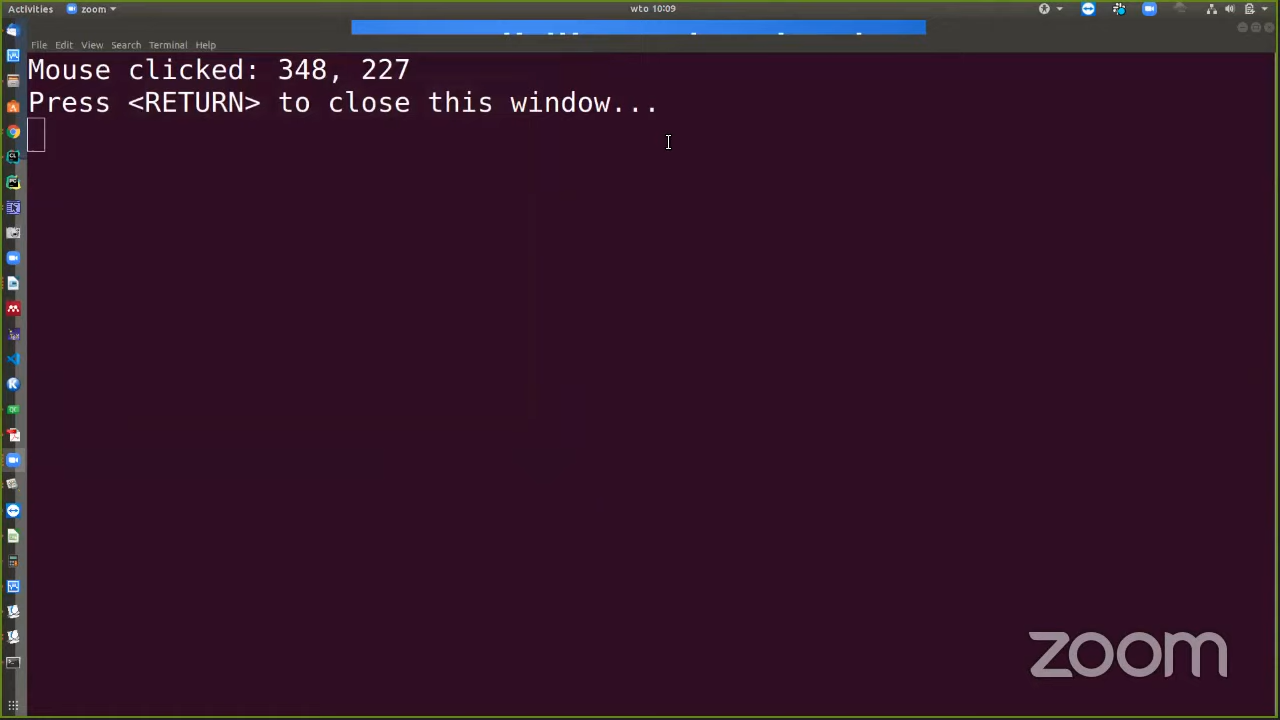 Activities zoom wto 10:09
File Edit View Search Terminal Help
Mouse clicked: 348, 227
Press <RETURN> to close this window...
zoom